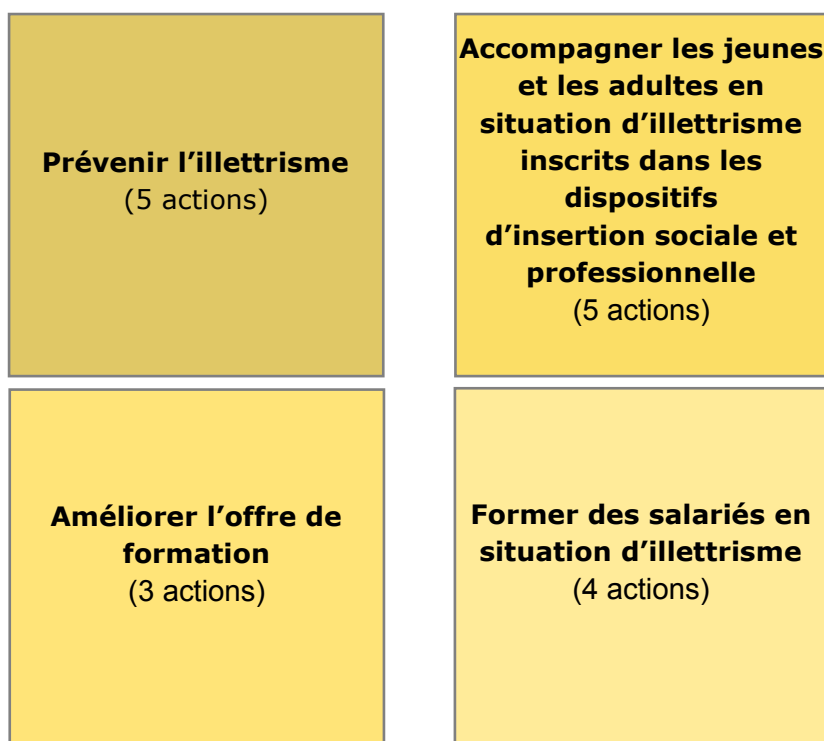 Prévenir l’illettrisme
(5 actions)
Accompagner les jeunes
et les adultes en
situation d’illettrisme
inscrits dans les
dispositifs
d’insertion sociale et
professionnelle
(5 actions)
Améliorer l’offre de
formation
(3 actions)
Former des salariés en
situation d’illettrisme
(4 actions)